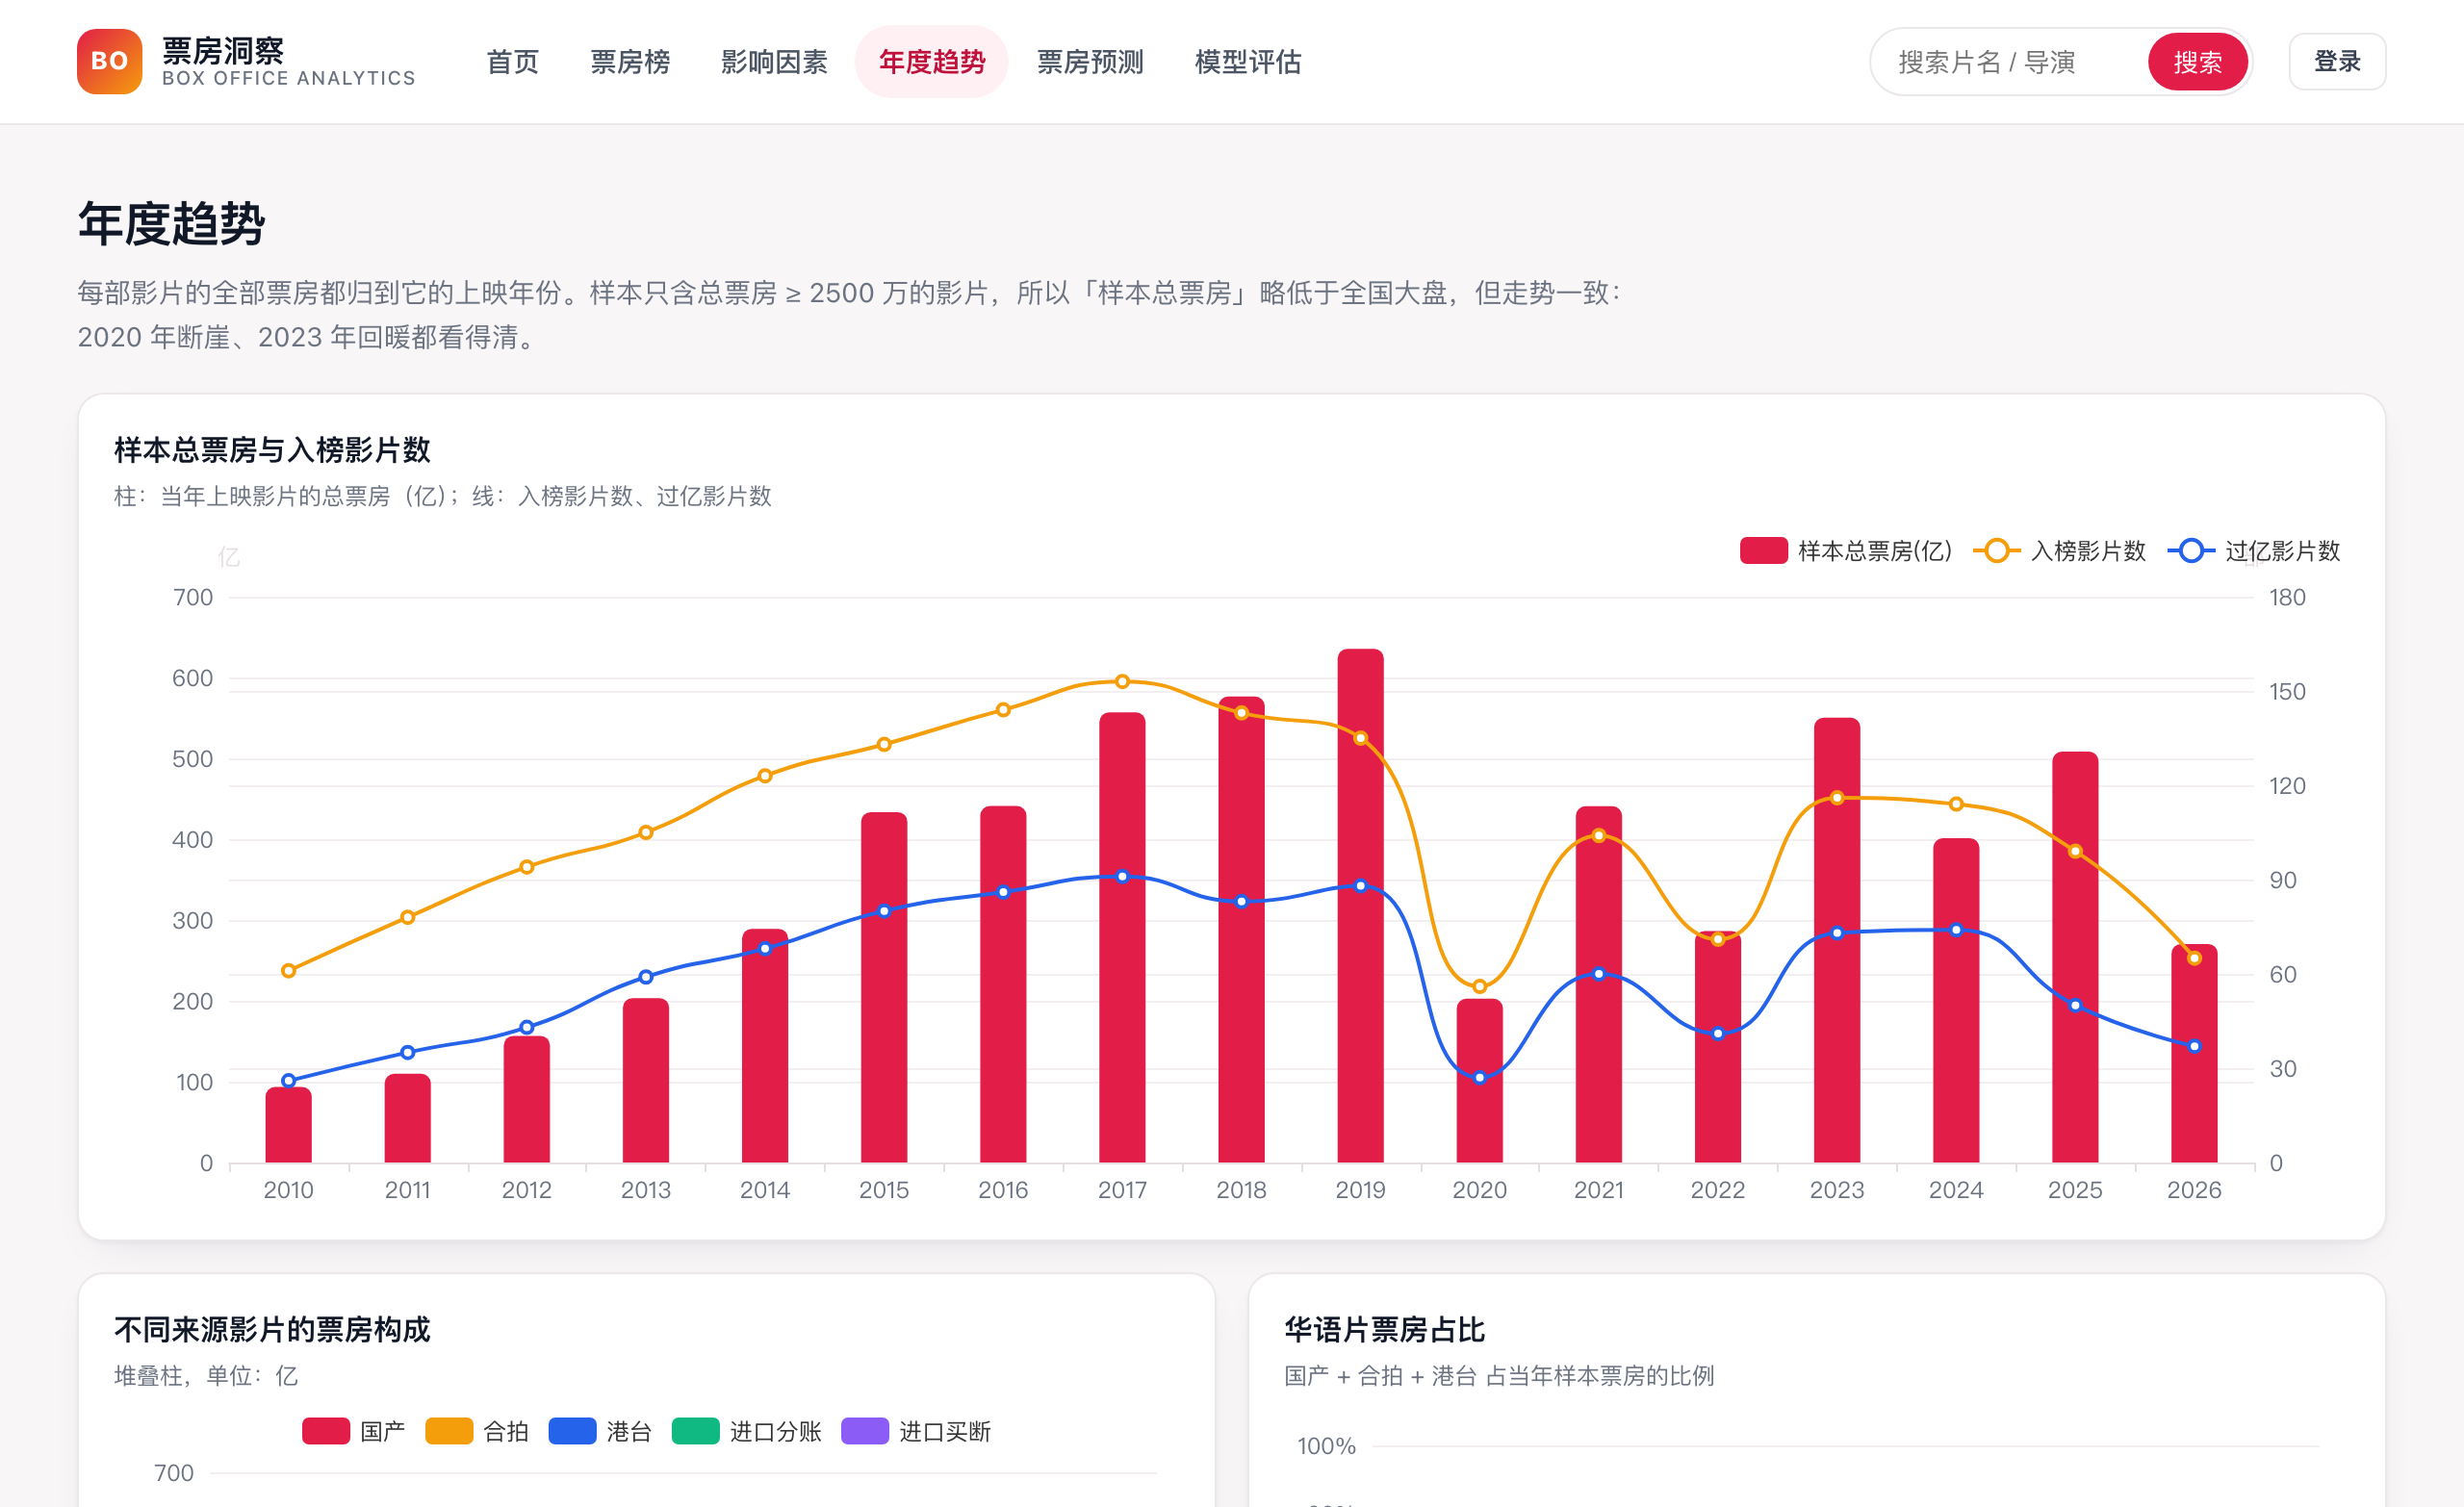 BO
票房洞察
BOX OFFICE ANALYTICS
首页 票房榜 影响因素 年度趋势 票房预测 模型评估
搜索片名 / 导演 搜索 登录
年度趋势
每部影片的全部票房都归到它的上映年份。样本只含总票房 ≥ 2500 万的影片，所以「样本总票房」略低于全国大盘，但走势一致：
2020 年断崖、2023 年回暖都看得清。
样本总票房与入榜影片数
柱：当年上映影片的总票房（亿）；线：入榜影片数、过亿影片数
亿 样本总票房(亿) 入榜影片数 过亿影片数
部
700 180
600 150
500 120
400 90
300 60
200 30
100 0
0
2010 2011 2012 2013 2014 2015 2016 2017 2018 2019 2020 2021 2022 2023 2024 2025 2026
不同来源影片的票房构成
堆叠柱，单位：亿
国产 合拍 港台 进口分账 进口买断
700
华语片票房占比
国产 + 合拍 + 港台 占当年样本票房的比例
100%